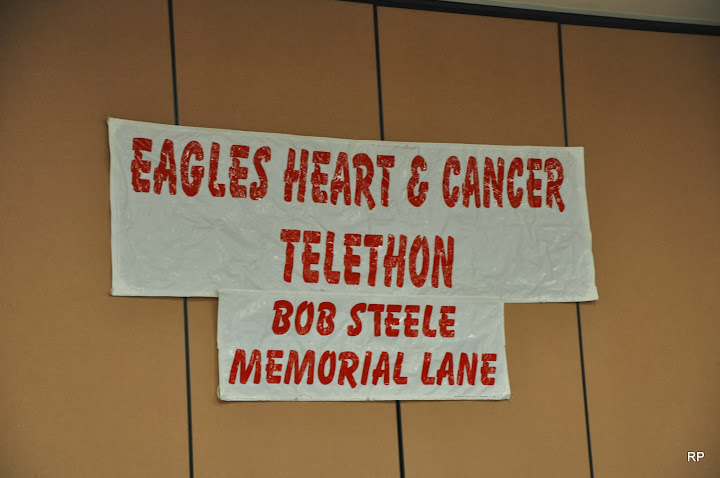 EAGLES HEART & CANCER
TELETHON
BOB STEELE
MEMORIAL LANE
RP